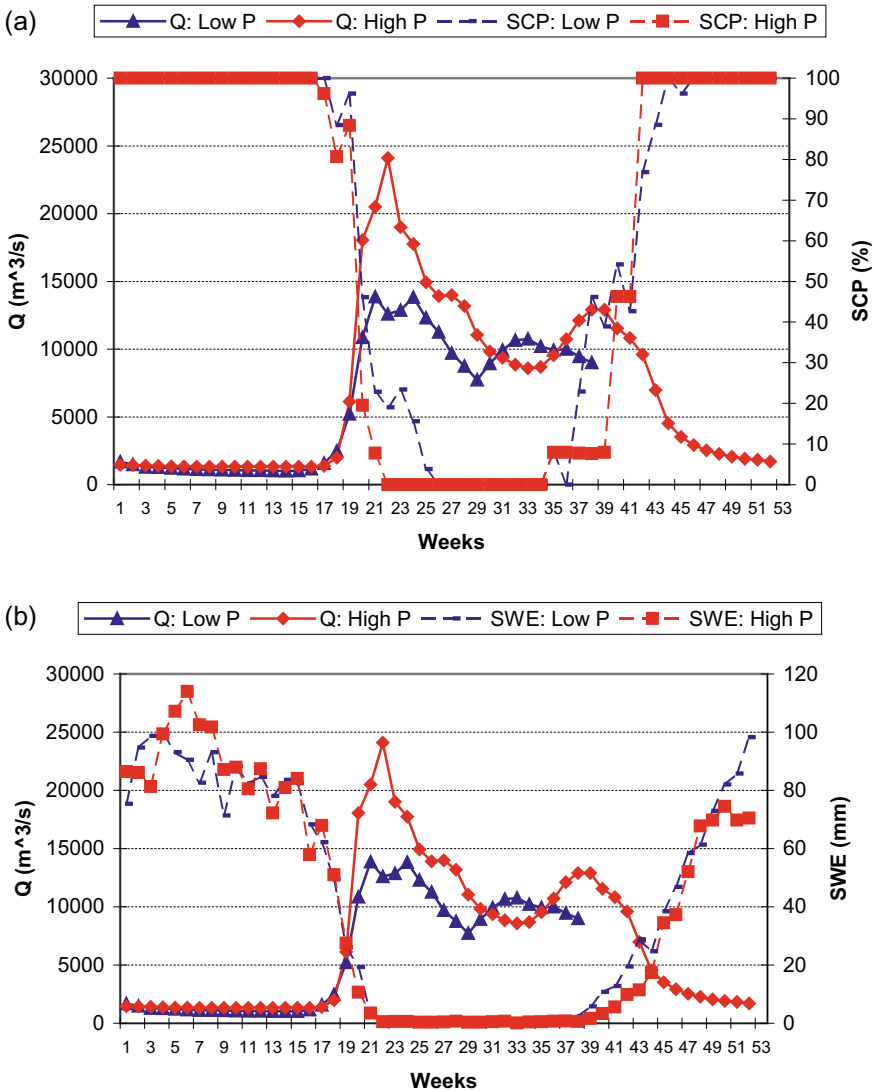 (a)
Q: Low P Q: High P SCP: Low P SCP: High P
30000
25000
20000
15000
10000
5000
0
Q (m^3/s)
100
90
80
70
60
50
40
30
20
10
0
SCP (%)
1 3 5 7 9 11 13 15 17 19 21 23 25 27 29 31 33 35 37 39 41 43 45 47 49 51 53
Weeks
(b)
Q: Low P Q: High P SWE: Low P SWE: High P
30000
25000
20000
15000
10000
5000
0
Q (m^3/s)
120
100
80
60
40
20
0
SWE (mm)
1 3 5 7 9 11 13 15 17 19 21 23 25 27 29 31 33 35 37 39 41 43 45 47 49 51 53
Weeks